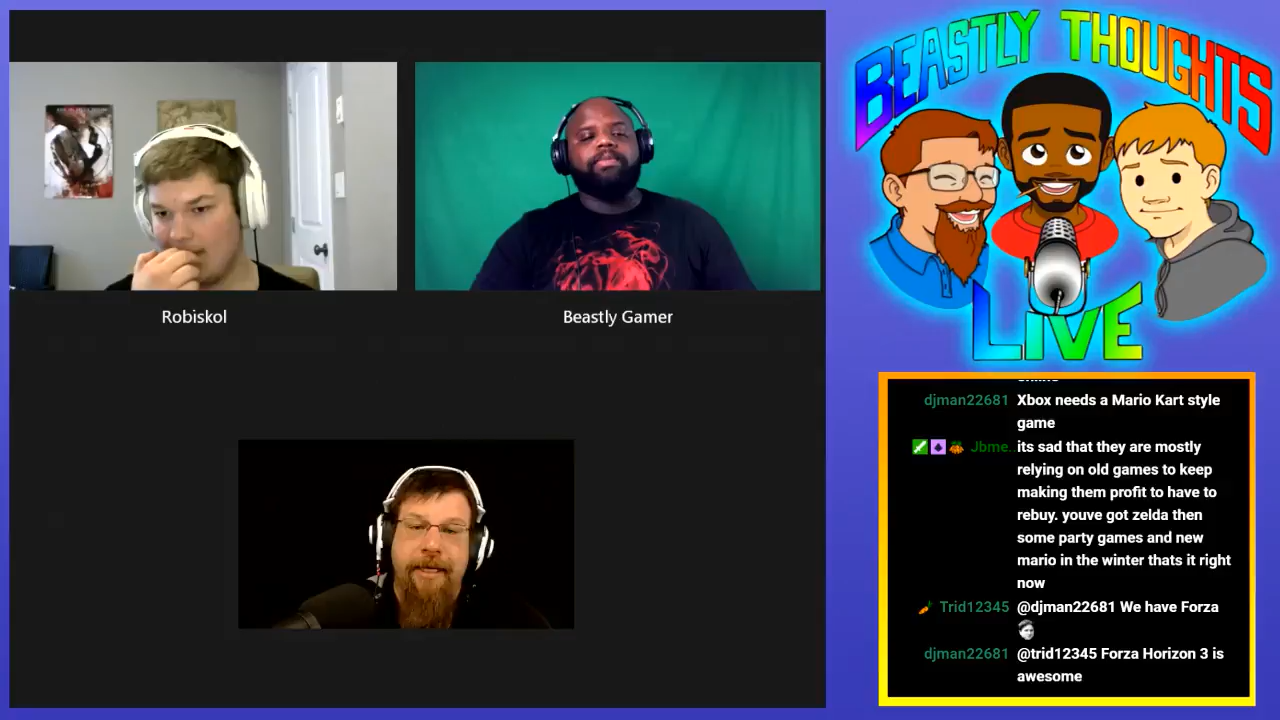 BEASTLY THOUGHTS
LIVE
Robiskol
Beastly Gamer
djman22681 Xbox needs a Mario Kart style
game
Jbme.. its sad that they are mostly
relying on old games to keep
making them profit to have to
rebuy. youve got zelda then
some party games and new
mario in the winter thats it right
now
Trid12345 @djman22681 We have Forza
djman22681 @trid12345 Forza Horizon 3 is
awesome